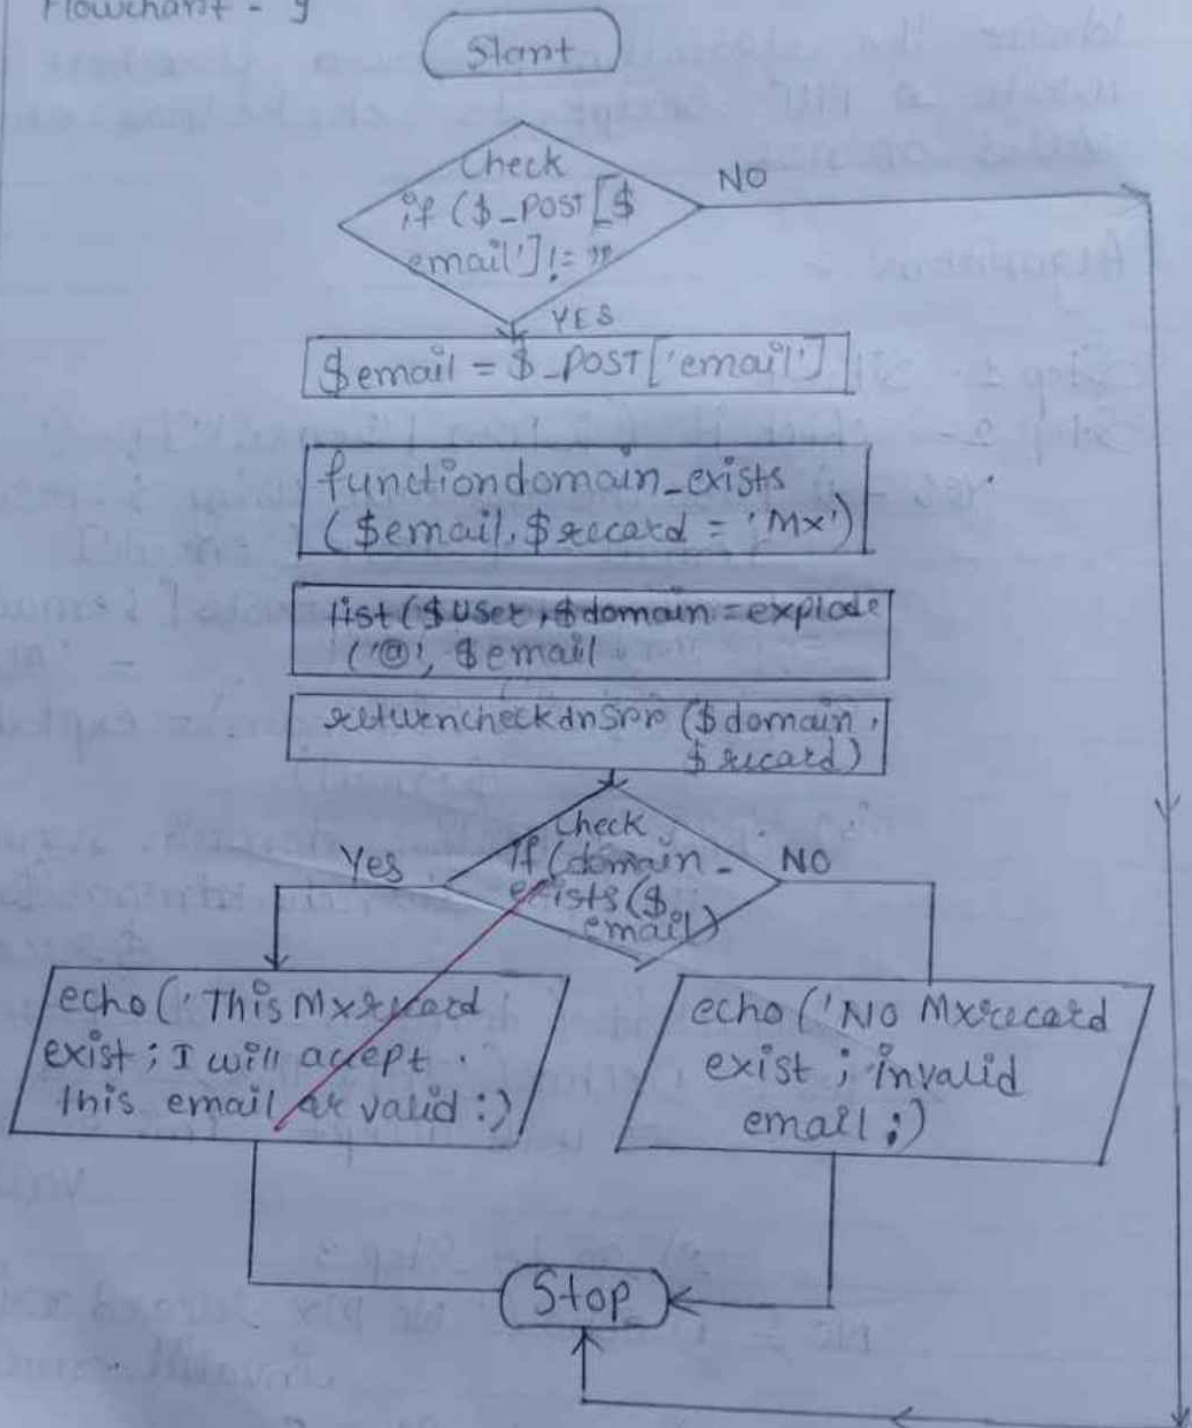 Flowchart - 9
Start
Check
if ($_POST[$
email']!= "
NO
YES
$email = $_POST['email']
functiondomain_exists
($email, $record = 'Mx')
list($user, $domain=explode
('@', $email
returncheckdnsrr ($domain,
$record)
Check
If (domain-
exists($
email)
Yes
NO
echo('This Mxrecord
exist; I will accept.
this email as valid:)
echo('NO Mxrecord
exist; invalid
email;)
Stop